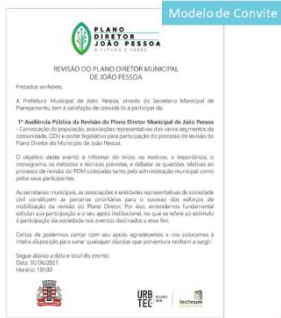 Modelo de Convite
PLANO
DIRETOR
JOÃO PESSOA
O FUTURO É VERDE
REVISÃO DO PLANO DIRETOR MUNICIPAL
DE JOÃO PESSOA
Prezados senhores,
A Prefeitura Municipal de João Pessoa, através da Secretaria Municipal de
Planejamento, tem a satisfação de convidá-lo a participar da:
1ª Audiência Pública da Revisão do Plano Diretor Municipal de João Pessoa
- Convocação da população, associações representativas dos vários segmentos da
comunidade, CDU e poder legislativo para participação do processo de revisão do
Plano Diretor do Município de João Pessoa.
O objetivo deste evento é informar do início, os motivos, a importância, o
cronograma, os métodos e técnicas previstas, e debater as questões relativas ao
processo de revisão do PDM colocadas tanto pela administração municipal como
pelos seus participantes.
As secretarias municipais, as associações e entidades representativas da sociedade
civil constituem as parcerias prioritárias para o sucesso dos esforços de
mobilização da revisão do Plano Diretor. Por isso, entendemos fundamental
solicitar sua participação e o seu apoio institucional, no que se refere ao estímulo
à participação da sociedade nos eventos destinados a esse fim.
Certos de podermos contar com seu apoio, agradecemos e nos colocamos à
inteira disposição para sanar quaisquer dúvidas que porventura venham a surgir.
Segue abaixo a data e local do evento:
Data: 30/06/2021
Horário: 18h30
URB
TEC
technum